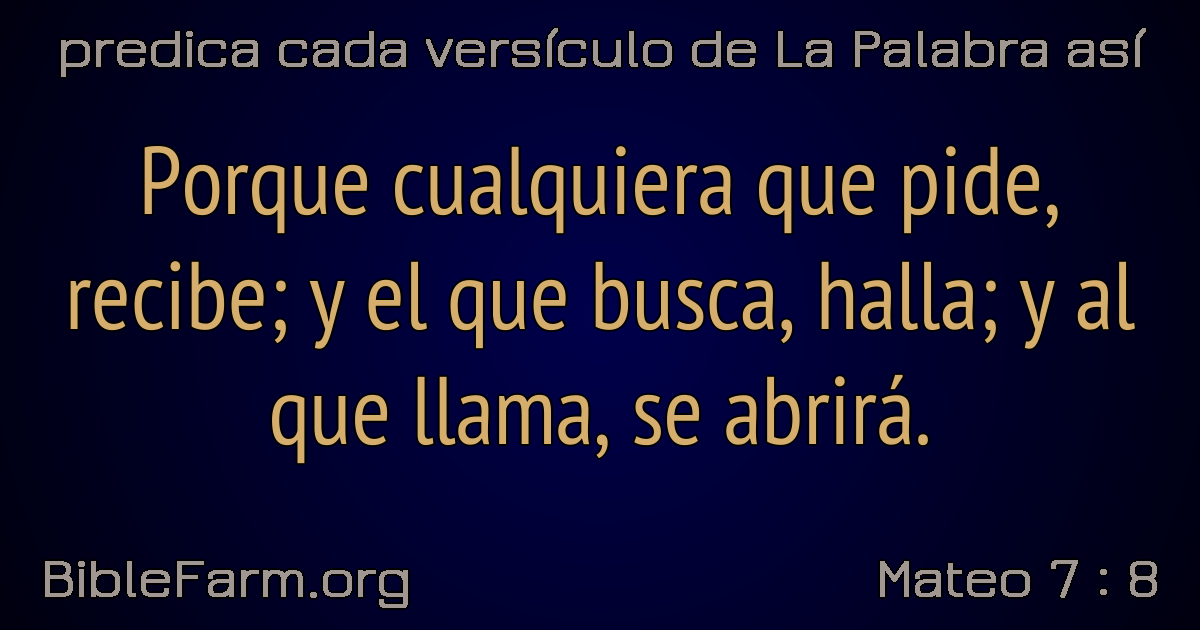 predica cada versículo de La Palabra así
Porque cualquiera que pide,
recibe; y el que busca, halla; y al
que llama, se abrirá.
BibleFarm.org
Mateo 7 : 8